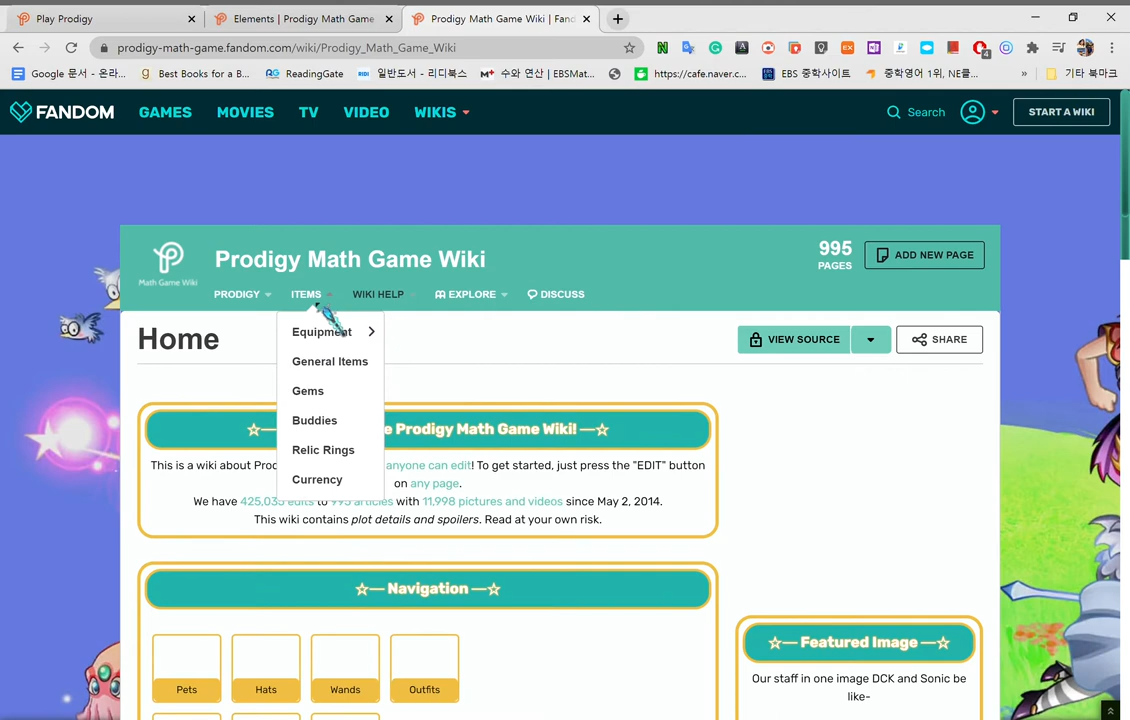 Play Prodigy
Elements | Prodigy Math Game
Prodigy Math Game Wiki | Fand
prodigy-math-game.fandom.com/wiki/Prodigy_Math_Game_Wiki
Google 문서 - 온라...
Best Books for a B...
ReadingGate
일반도서 - 리디북스
수와 연산 | EBSMat...
https://cafe.naver.c...
EBS 중학사이트
중학영어 1위, NE클...
»
기타 북마크
FANDOM
GAMES
MOVIES
TV
VIDEO
WIKIS
Search
START A WIKI
Math Game Wiki
Prodigy Math Game Wiki
995
PAGES
ADD NEW PAGE
PRODIGY
ITEMS
WIKI HELP
EXPLORE
DISCUSS
Equipment
General Items
Gems
Buddies
Relic Rings
Currency
Home
VIEW SOURCE
SHARE
e Prodigy Math Game Wiki!
This is a wiki about Proc anyone can edit! To get started, just press the "EDIT" button
on any page.
We have 425,035 edits to 995 articles with 11,998 pictures and videos since May 2, 2014.
This wiki contains plot details and spoilers. Read at your own risk.
Navigation
Pets
Hats
Wands
Outfits
Featured Image
Our staff in one image DCK and Sonic be
like-